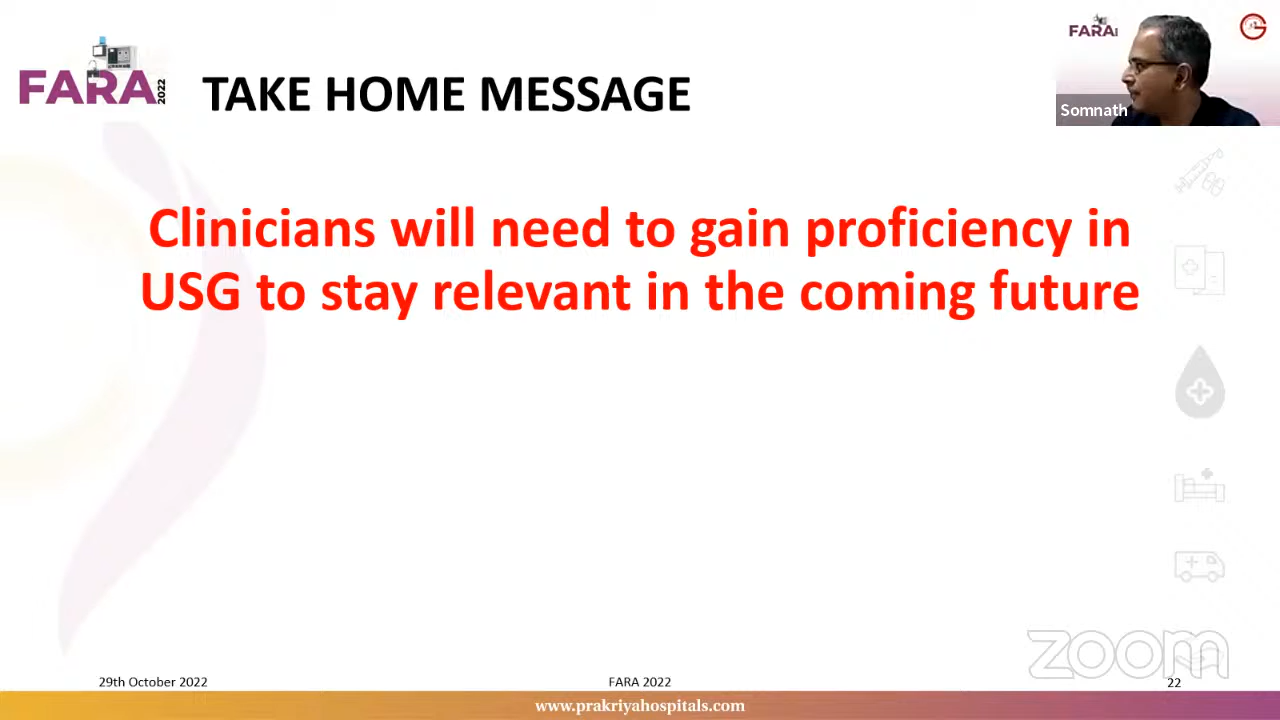 FARA 2022
TAKE HOME MESSAGE
FARA
Somnath
Clinicians will need to gain proficiency in
USG to stay relevant in the coming future
zoom
29th October 2022
FARA 2022
22
www.prakriyahospitals.com